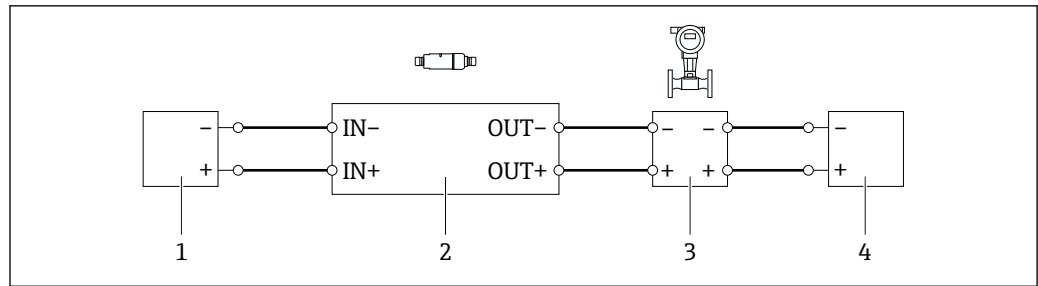 − IN− OUT− − − −
+ IN+ OUT+ + + +
1 2 3 4